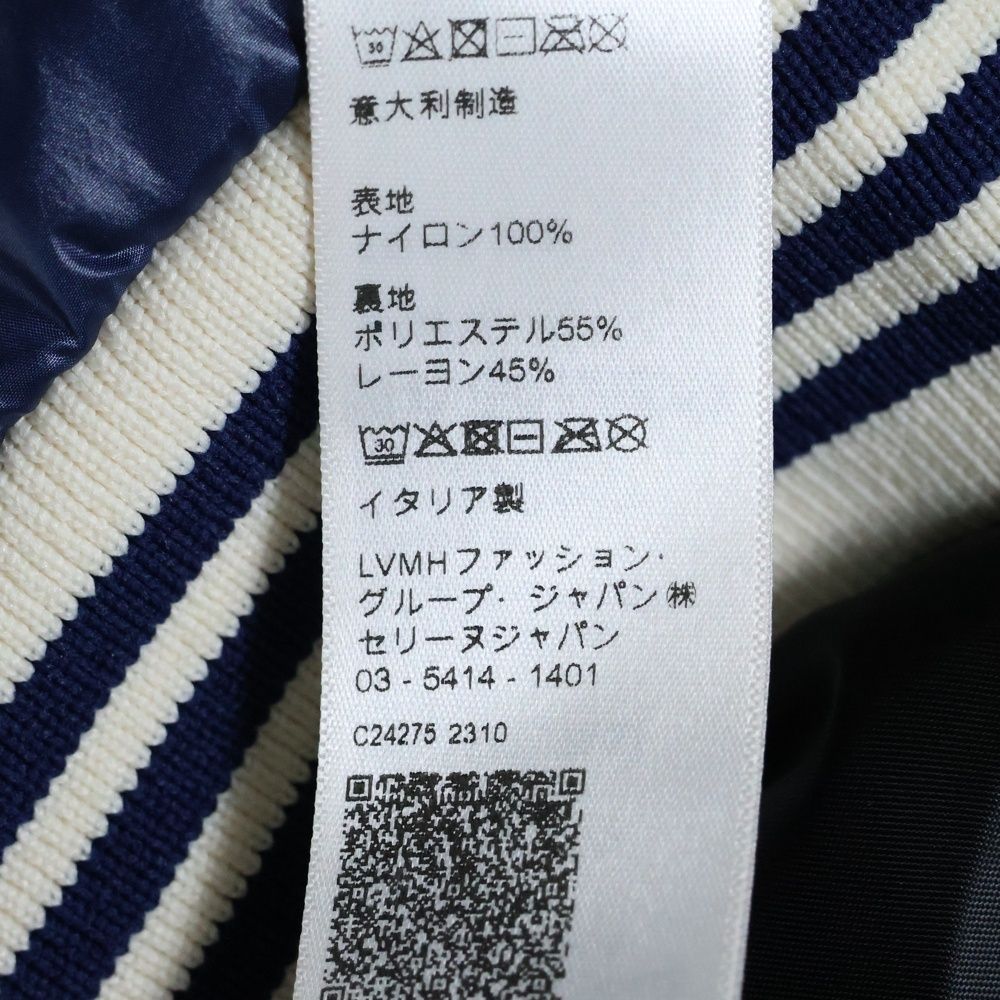 30
意大利制造
表地
ナイロン100%
裏地
ポリエステル55%
レーヨン45%
30
イタリア製
LVMHファッション・
グループ・ジャパン㈱
セリーヌジャパン
03 - 5414 - 1401
C24275 2310